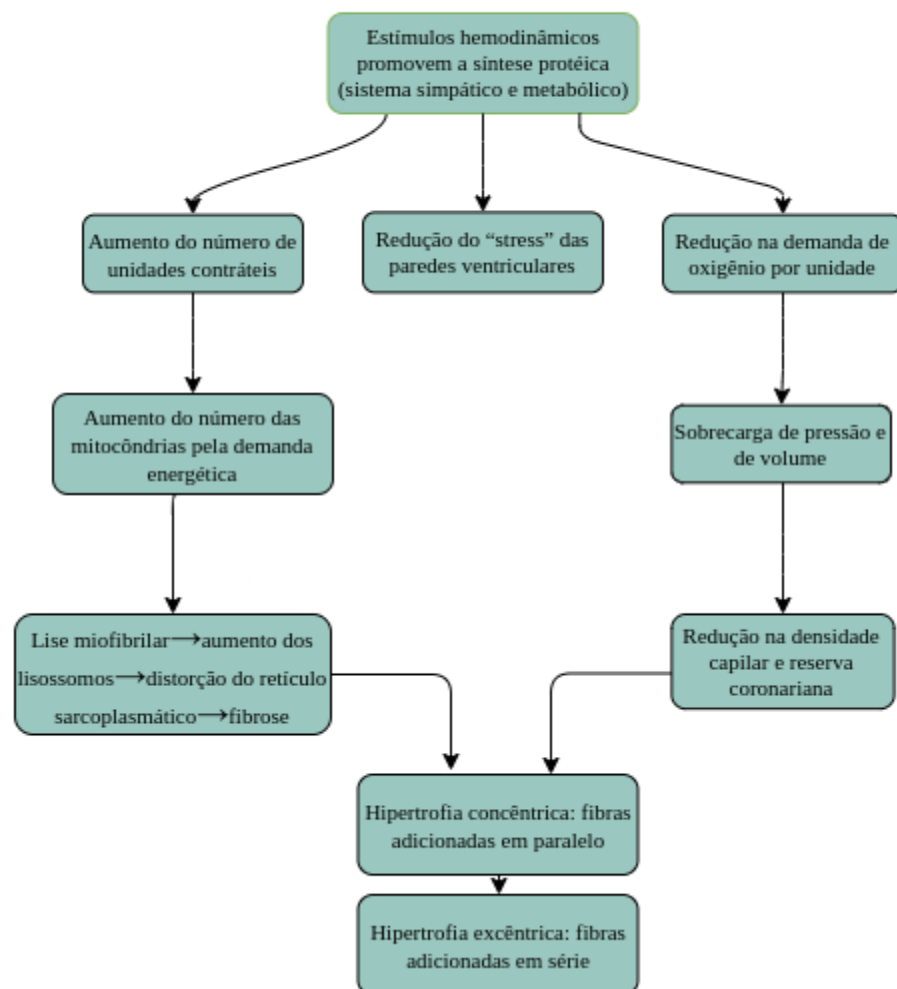 Estímulos hemodinâmicos
promovem a síntese protéica
(sistema simpático e metabólico)
Aumento do número de
unidades contráteis
Redução do “stress” das
paredes ventriculares
Redução na demanda de
oxigênio por unidade
Aumento do número das
mitocôndrias pela demanda
energética
Sobrecarga de pressão e
de volume
Lise miofibrilar→aumento dos
lisossomos→distorção do retículo
sarcoplasmático→fibrose
Redução na densidade
capilar e reserva
coronariana
Hipertrofia concêntrica: fibras
adicionadas em paralelo
Hipertrofia excêntrica: fibras
adicionadas em série